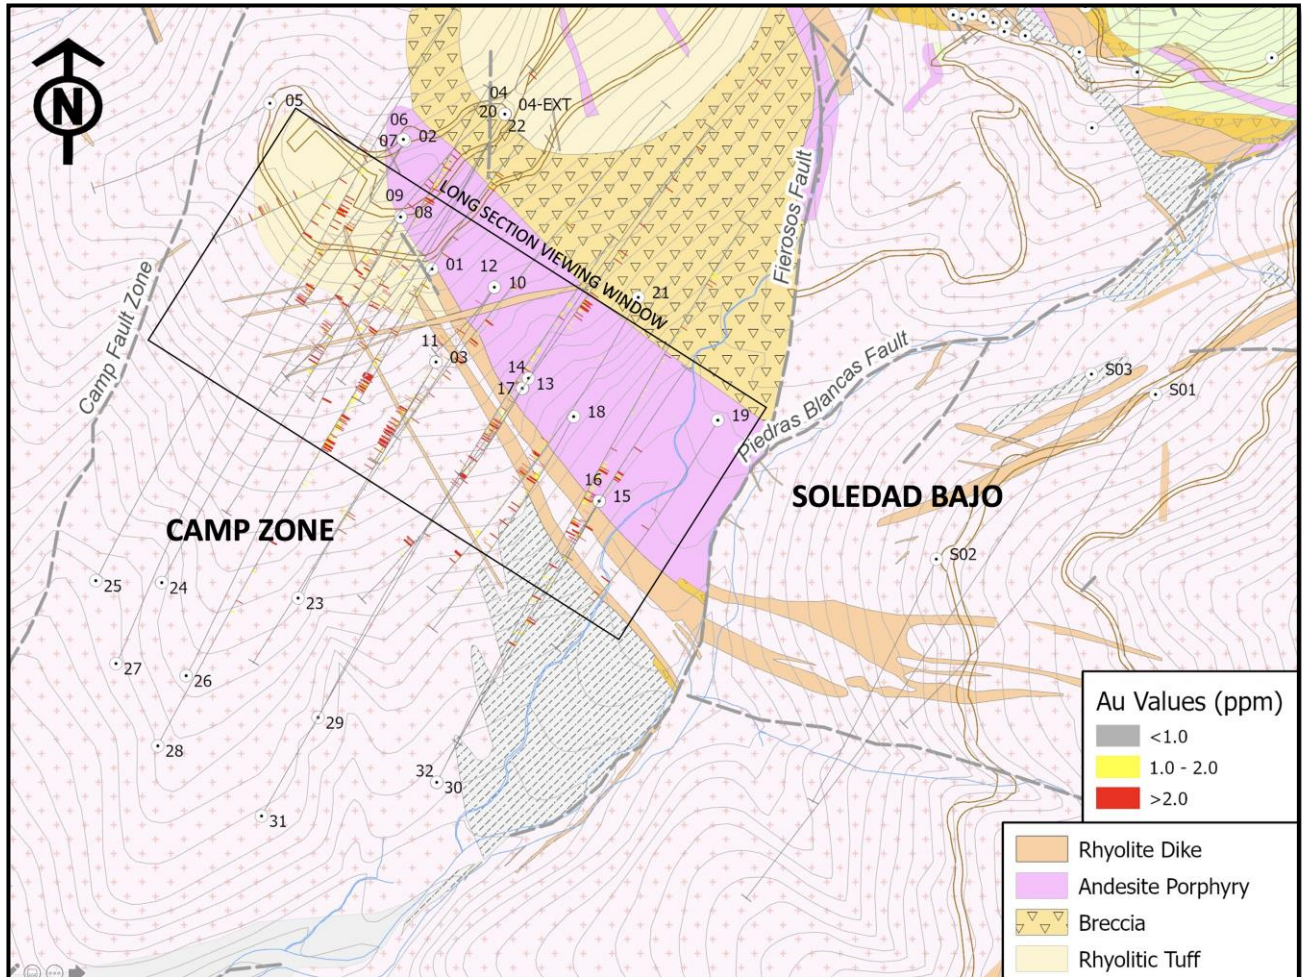 N
05
06
07
02
04
20
04-EXT
22
09
08
LONG SECTION VIEWING WINDOW
01
12
10
21
Fierosos Fault
Camp Fault Zone
11
03
14
17
13
18
19
Piedras Blancas Fault
S03
S01
16
15
SOLEDAD BAJO
CAMP ZONE
S02
25
24
23
27
26
29
28
32
30
31
Au Values (ppm)
<1.0
1.0 - 2.0
>2.0
Rhyolite Dike
Andesite Porphyry
Breccia
Rhyolitic Tuff